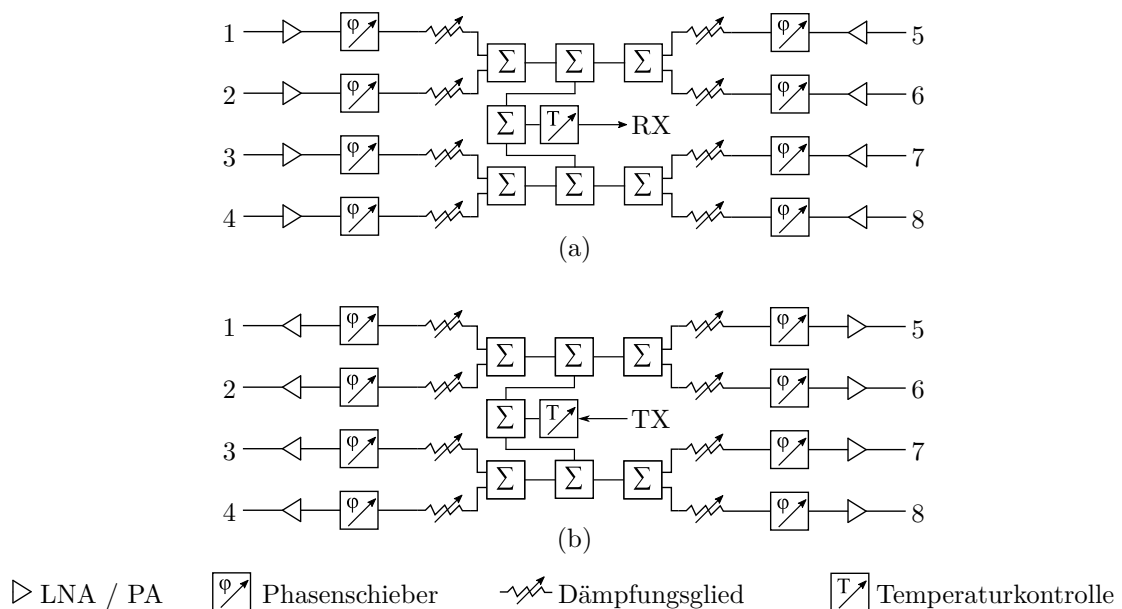 1 φ φ 5
Σ Σ Σ
2 φ φ 6
Σ T RX
3 φ φ 7
Σ Σ Σ
4 φ φ 8
(a)
1 φ φ 5
Σ Σ Σ
2 φ φ 6
Σ T TX
3 φ φ 7
Σ Σ Σ
4 φ φ 8
(b)
LNA / PA φ Phasenschieber Dämpfungsglied T Temperaturkontrolle